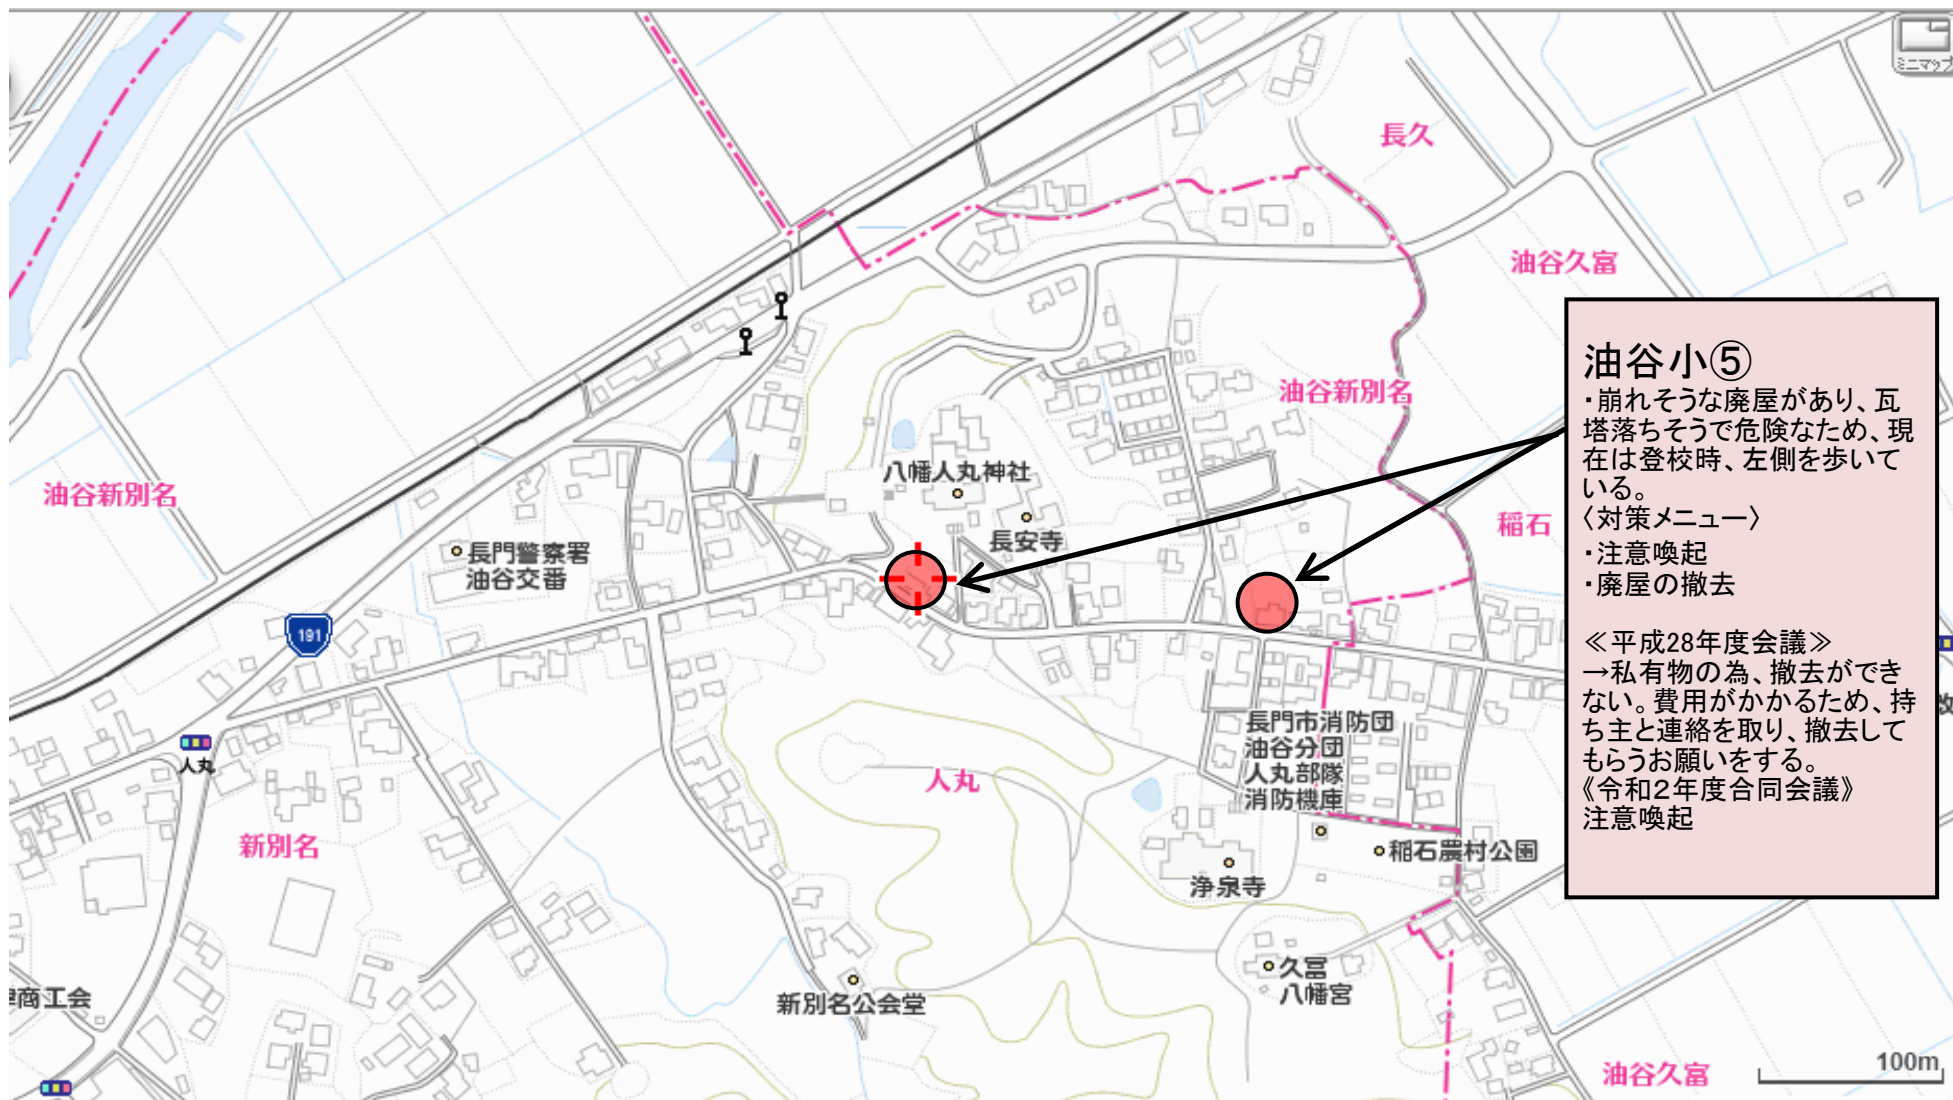 ミニマップ
長久
油谷久富
油谷小⑤
・崩れそうな廃屋があり、瓦
塔落ちそうで危険なため、現
在は登校時、左側を歩いて
いる。
〈対策メニュー〉
・注意喚起
・廃屋の撤去
≪平成28年度会議≫
→私有物の為、撤去ができ
ない。費用がかかるため、持
ち主と連絡を取り、撤去して
もらうお願いをする。
《令和2年度合同会議》
注意喚起
油谷新別名
八幡人丸神社
油谷新別名
稲石
長安寺
長門警察署
油谷交番
191
長門市消防団
油谷分団
人丸部隊
消防機庫
人丸
人丸
新別名
稲石農村公園
浄泉寺
久冨
八幡宮
商工会
新別名公会堂
油谷久富
100m